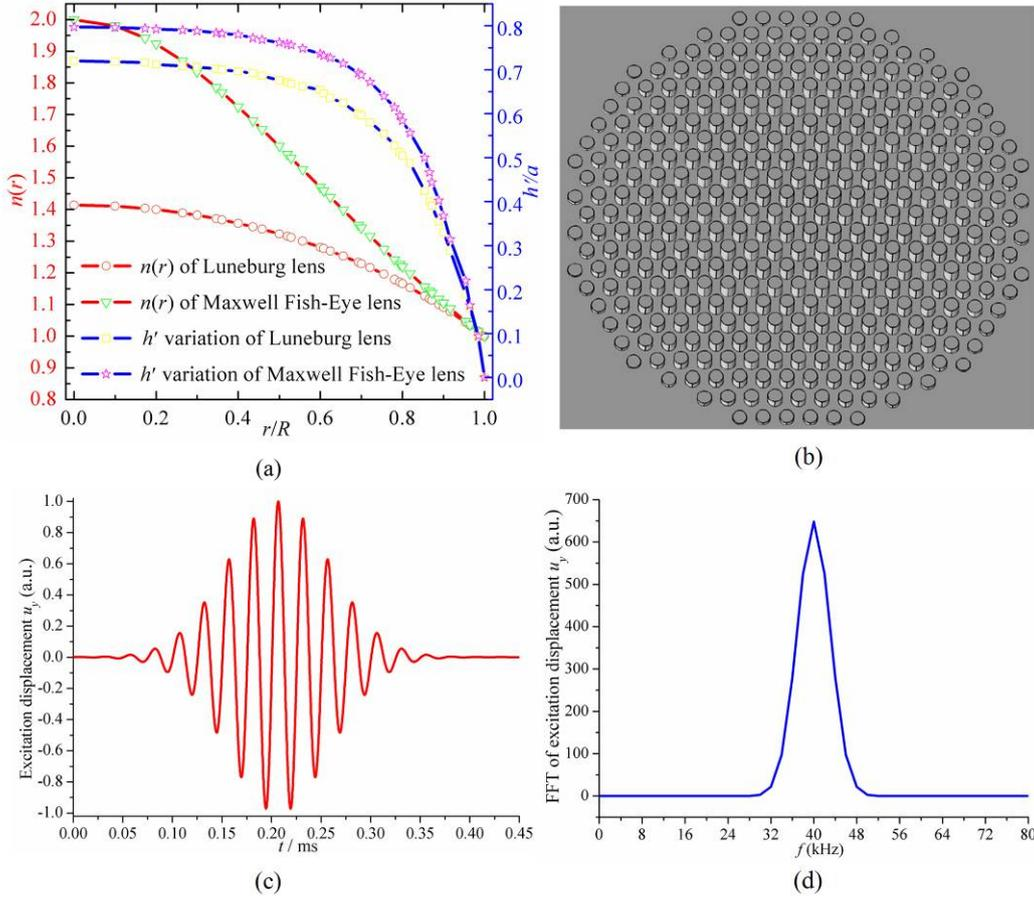 2.0
1.9
1.8
1.7
1.6
1.5
1.4
1.3
1.2
1.1
1.0
0.9
0.8
n(r)
0.8
0.7
0.6
0.5
0.4
0.3
0.2
0.1
0.0
h'/a
n(r) of Luneburg lens
n(r) of Maxwell Fish-Eye lens
h' variation of Luneburg lens
h' variation of Maxwell Fish-Eye lens
0.0 0.2 0.4 0.6 0.8 1.0
r/R
(a)
(b)
1.0
0.8
0.6
0.4
0.2
0.0
-0.2
-0.4
-0.6
-0.8
-1.0
Excitation displacement u_y (a.u.)
0.00 0.05 0.10 0.15 0.20 0.25 0.30 0.35 0.40 0.45
t / ms
(c)
700
600
500
400
300
200
100
0
FFT of excitation displacement u_y (a.u.)
0 8 16 24 32 40 48 56 64 72 80
f (kHz)
(d)